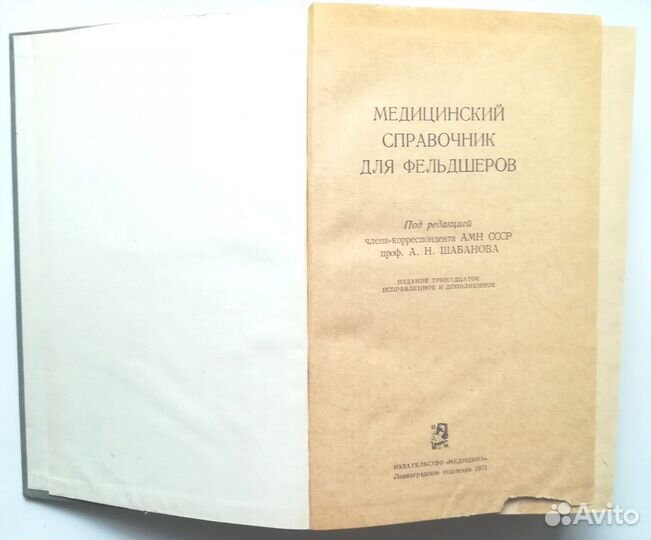 МЕДИЦИНСКИЙ
СПРАВОЧНИК
ДЛЯ ФЕЛЬДШЕРОВ
Под редакцией
члена-корреспондента АМН СССР
проф. А. Н. ШАБАНОВА
ИЗДАНИЕ ТРИНАДЦАТОЕ
ИСПРАВЛЕННОЕ И ДОПОЛНЕННОЕ
ИЗДАТЕЛЬСТВО «МЕДИЦИНА»
Ленинградское отделение 1971
Avito